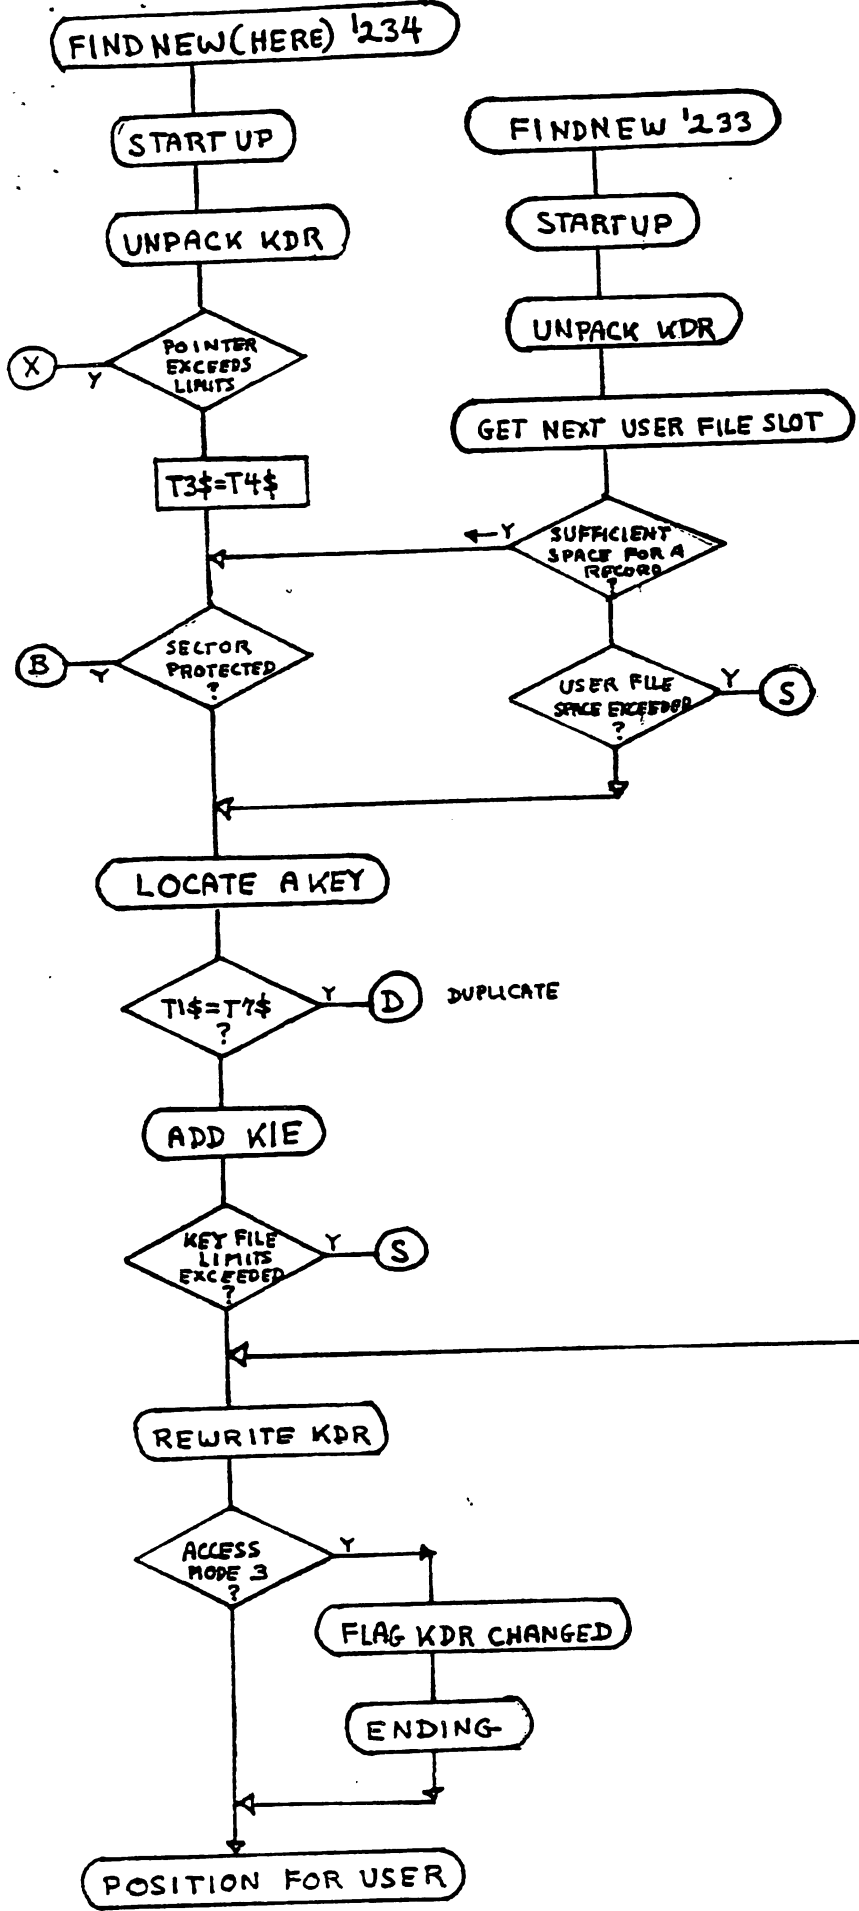 FINDNEW(HERE) '234
START UP
UNPACK KDR
POINTER
EXCEEDS
LIMITS
X
Y
T3$=T4$
FINDNEW '233
STARTUP
UNPACK KDR
GET NEXT USER FILE SLOT
SUFFICIENT
SPACE FOR A
RECORD
?
Y
SECTOR
PROTECTED
?
B
Y
USER FILE
SPACE EXCEEDED
?
Y
S
LOCATE A KEY
T1$=T7$
?
Y
D
DUPLICATE
ADD KIE
KEY FILE
LIMITS
EXCEEDED
?
Y
S
REWRITE KDR
ACCESS
MODE 3
?
Y
FLAG KDR CHANGED
ENDING
POSITION FOR USER